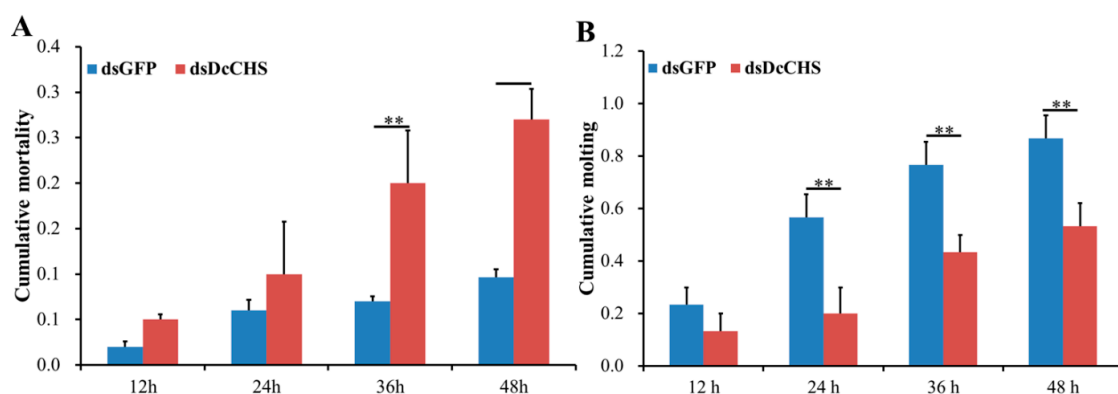 A
dsGFP dsDcCHS
Cumulative mortality
0.4
0.3
0.3
0.2
0.2
0.1
0.1
0.0
**
12h 24h 36h 48h
B
dsGFP dsDcCHS
Cumulative molting
1.2
1.0
0.8
0.6
0.4
0.2
0.0
**
**
**
12 h 24 h 36 h 48 h